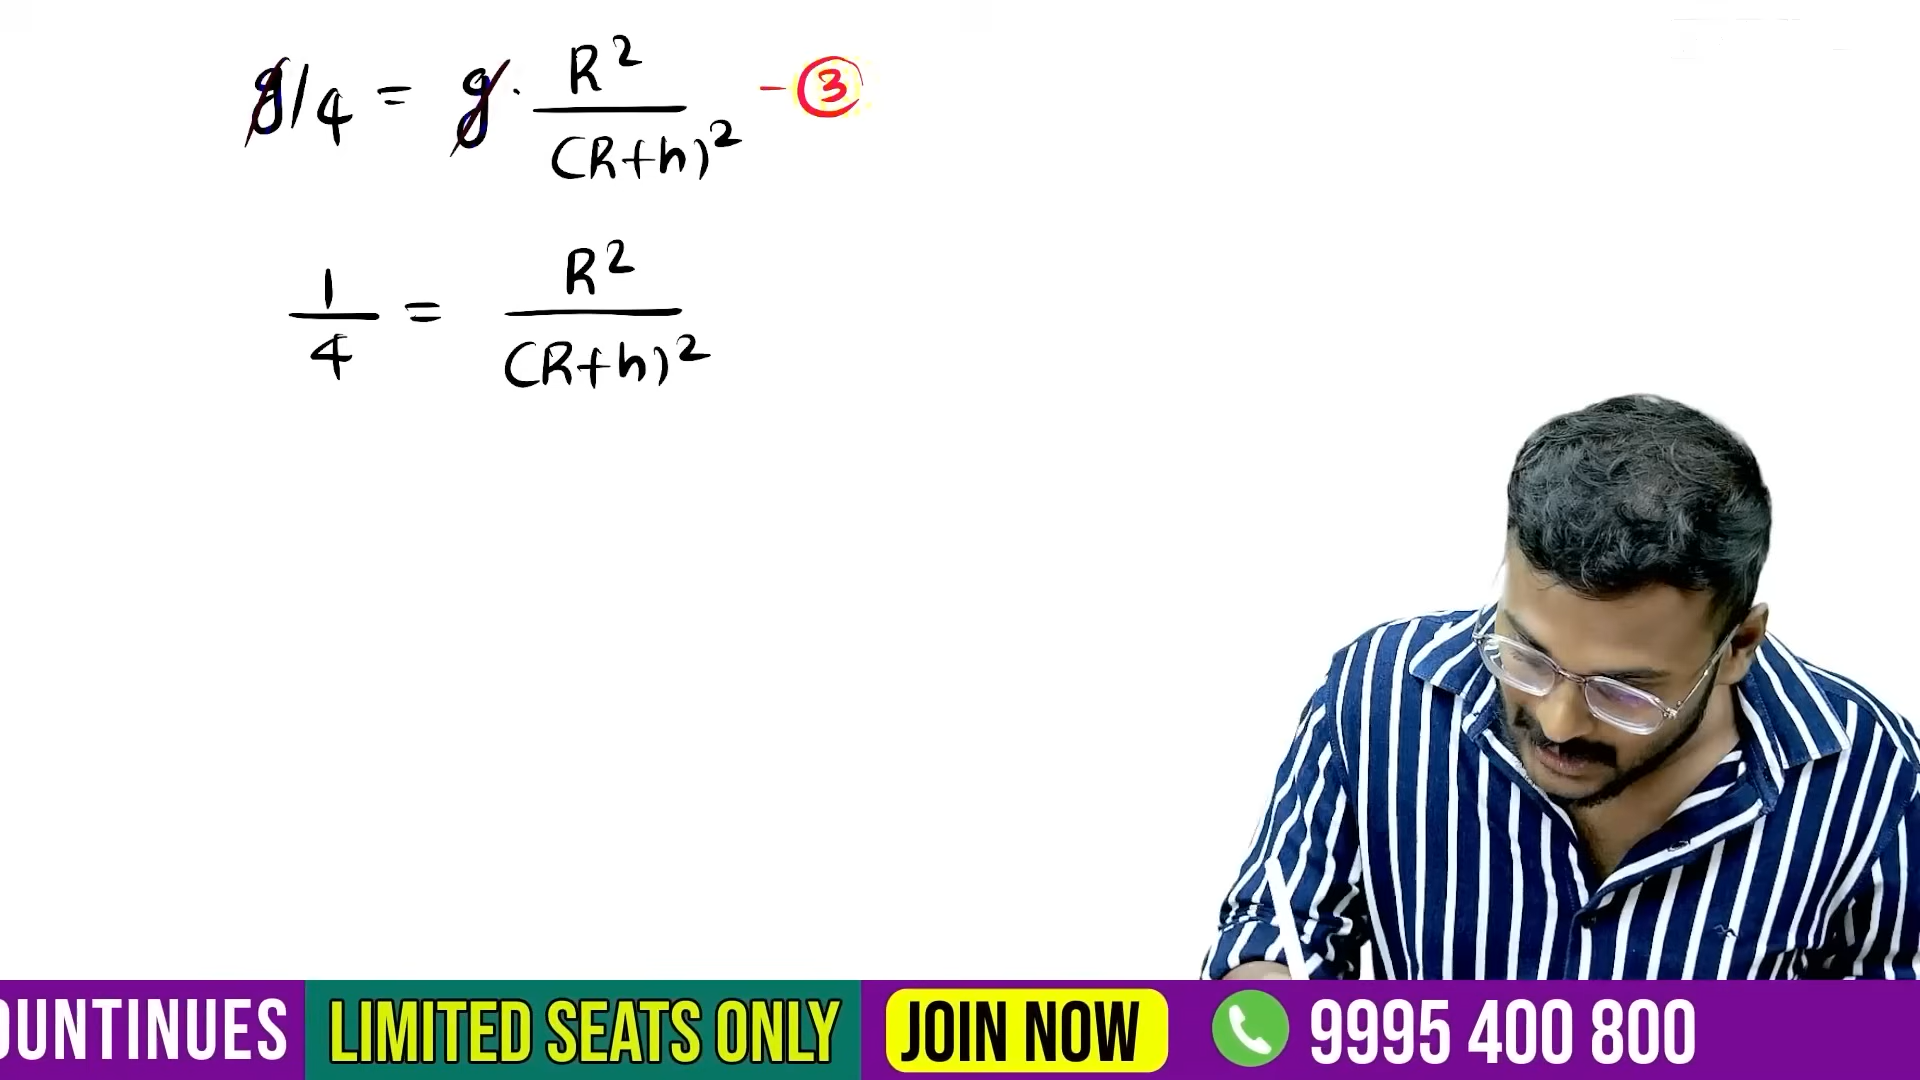 g/4 = g · R² / (R+h)² - ③
1/4 = R² / (R+h)²
OUNTINUES LIMITED SEATS ONLY JOIN NOW 9995 400 800